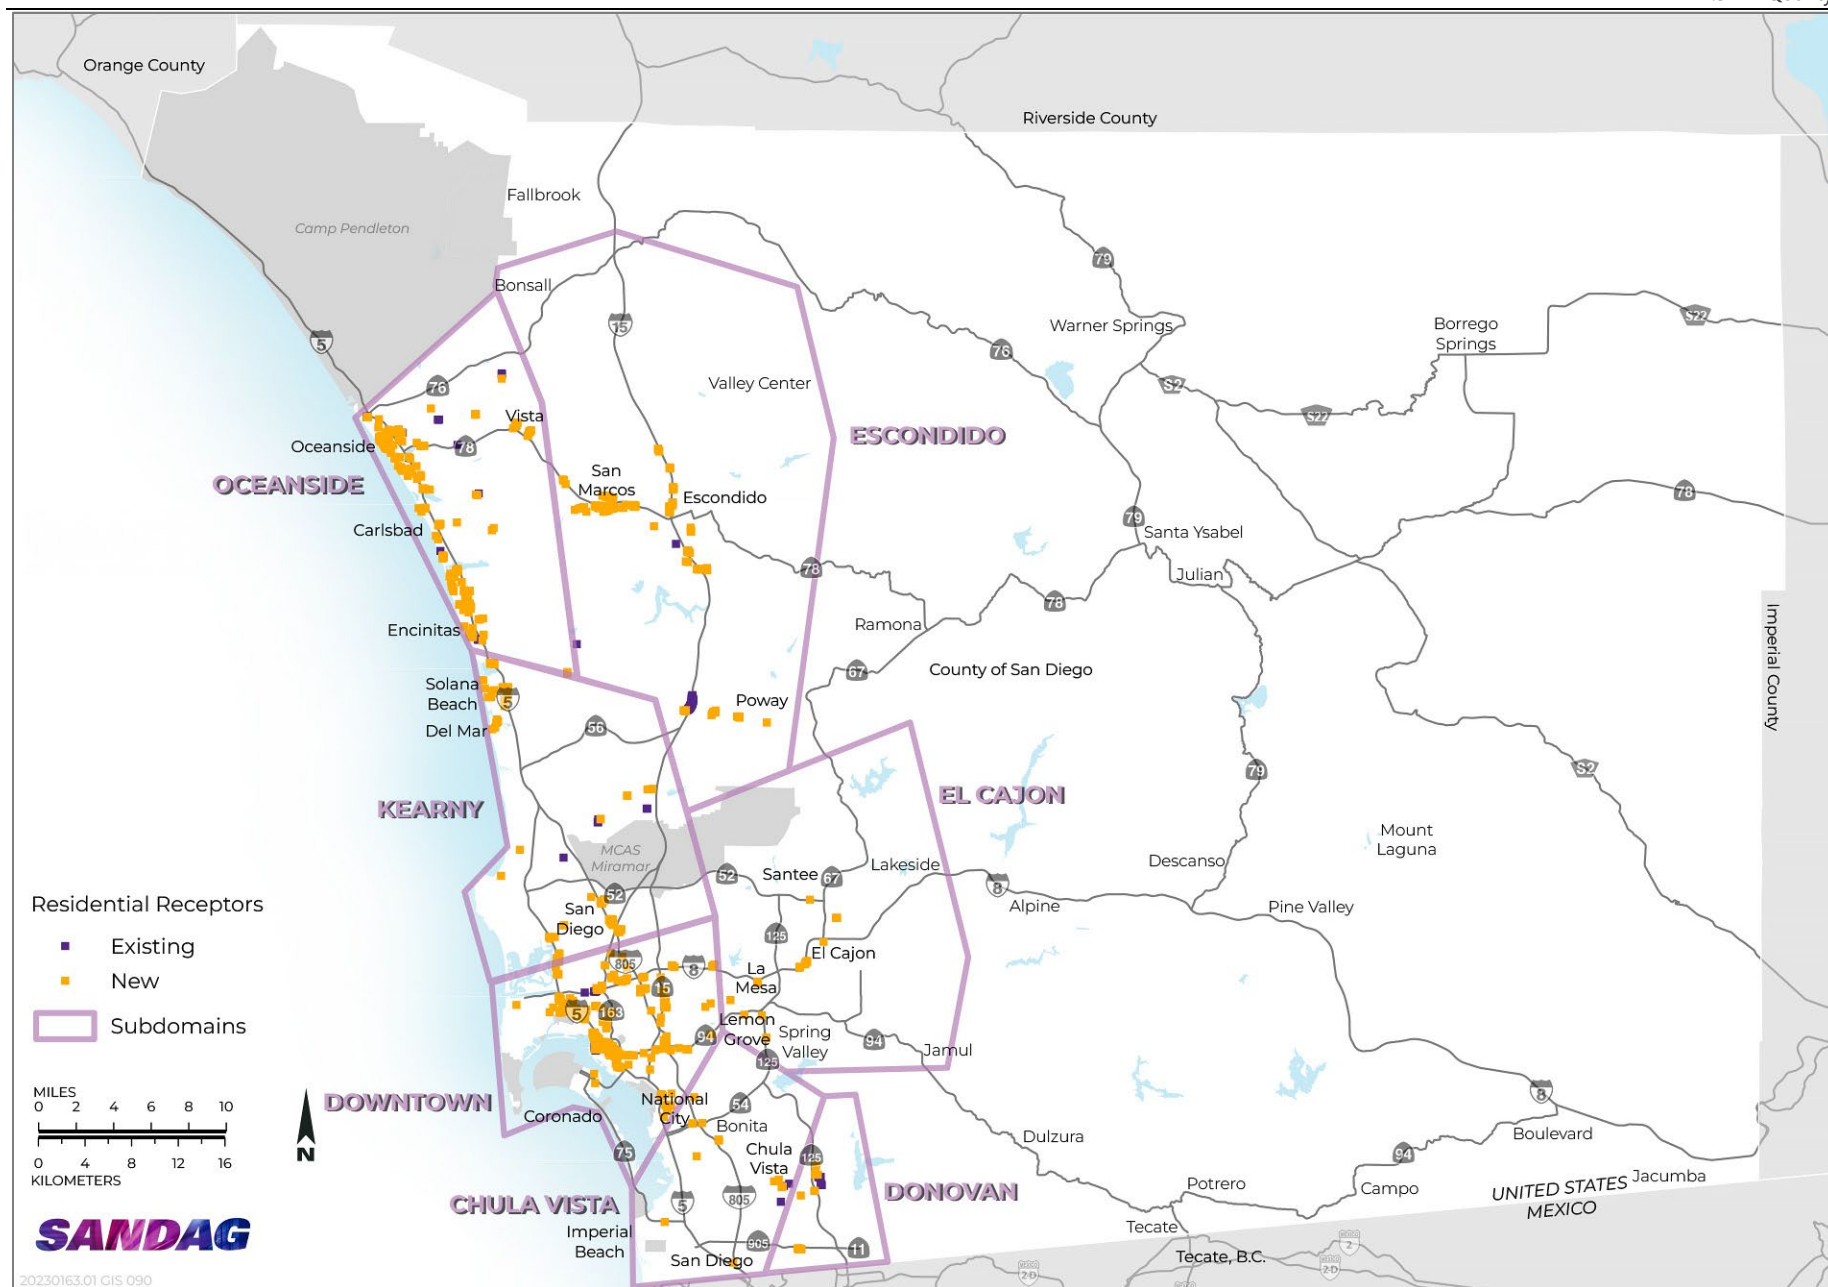 Orange County
Riverside County
Fallbrook
Camp Pendleton
Bonsall
79
15
5
Warner Springs
Borrego
Springs
S22
76
76
Valley Center
S2
S22
Vista
Oceanside
78
ESCONDIDO
OCEANSIDE
San
Marcos
Escondido
78
Carlsbad
79
Santa Ysabel
78
Julian
78
Imperial County
Encinitas
Ramona
67
County of San Diego
Solana
Beach
5
Poway
Del Mar
56
79
S2
KEARNY
EL CAJON
MCAS
Miramar
Mount
Laguna
Descanso
Lakeside
52
Santee
67
8
52
Alpine
Pine Valley
Residential Receptors
San
Diego
125
Existing
El Cajon
805
8
La
Mesa
New
15
5
163
Lemon
Grove
Subdomains
94
Spring
Valley
94
Jamul
125
MILES
0 2 4 6 8 10
DOWNTOWN
National
City
54
8
Coronado
Bonita
N
Dulzura
Boulevard
75
Chula
Vista
125
94
0 4 8 12 16
KILOMETERS
Potrero
Campo
UNITED STATES
MEXICO
Jacumba
DONOVAN
CHULA VISTA
5
805
Imperial
Beach
Tecate
SANDAG
905
11
San Diego
Tecate, B.C.
2
2-D
2-D
20230163.01 GIS 090